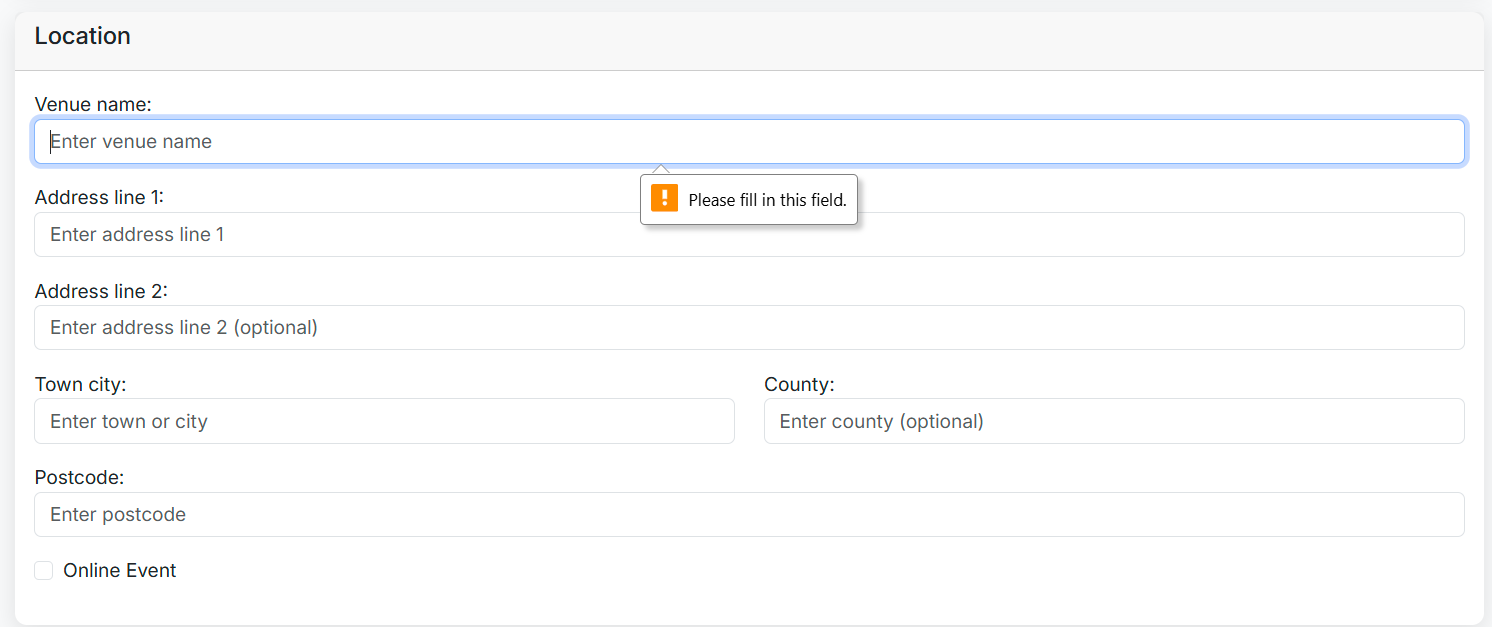 Location
Venue name:
Enter venue name
Please fill in this field.
Address line 1:
Enter address line 1
Address line 2:
Enter address line 2 (optional)
Town city:
County:
Enter town or city
Enter county (optional)
Postcode:
Enter postcode
Online Event